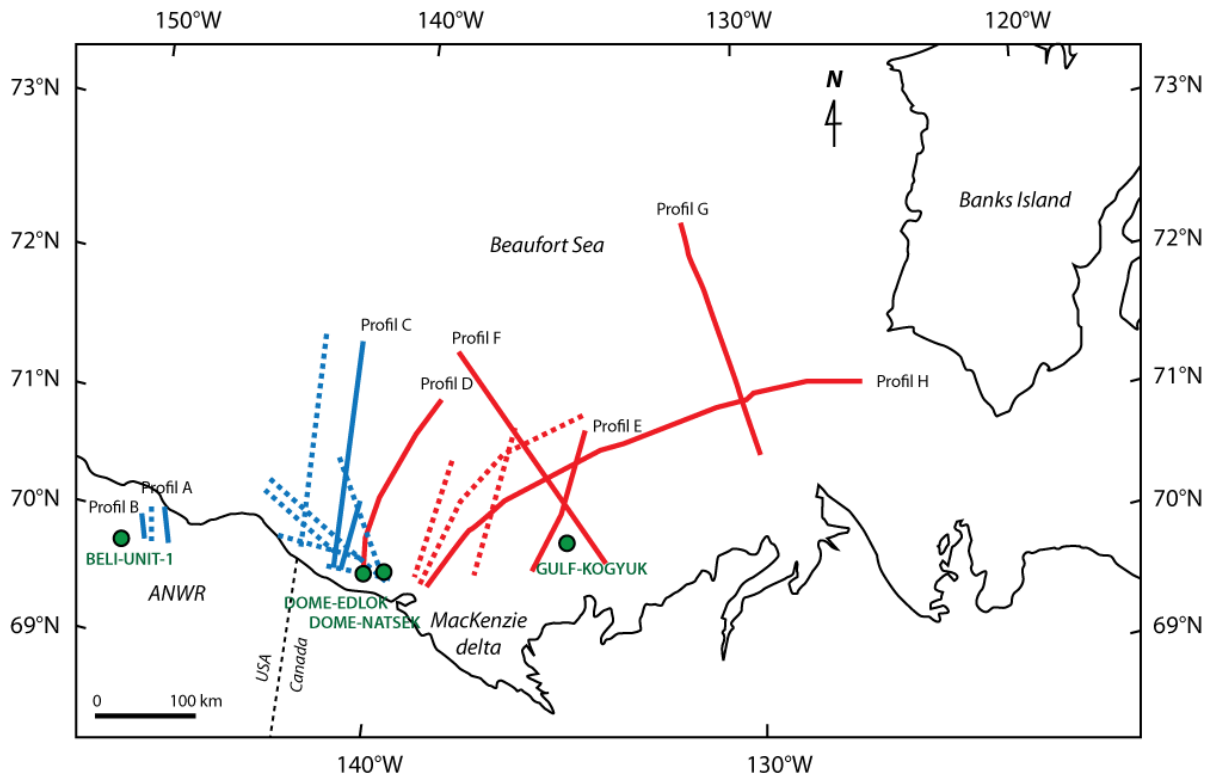 150°W
140°W
130°W
120°W
73°N
N
73°N
Banks Island
Profil G
72°N
Beaufort Sea
72°N
Profil C
Profil F
71°N
Profil D
Profil H
71°N
Profil E
Profil A
70°N
Profil B
70°N
BELI-UNIT-1
GULF-KOGYUK
ANWR
DOME-EDLOK
DOME-NATSEK
MacKenzie
delta
69°N
69°N
USA
Canada
0
100 km
140°W
130°W